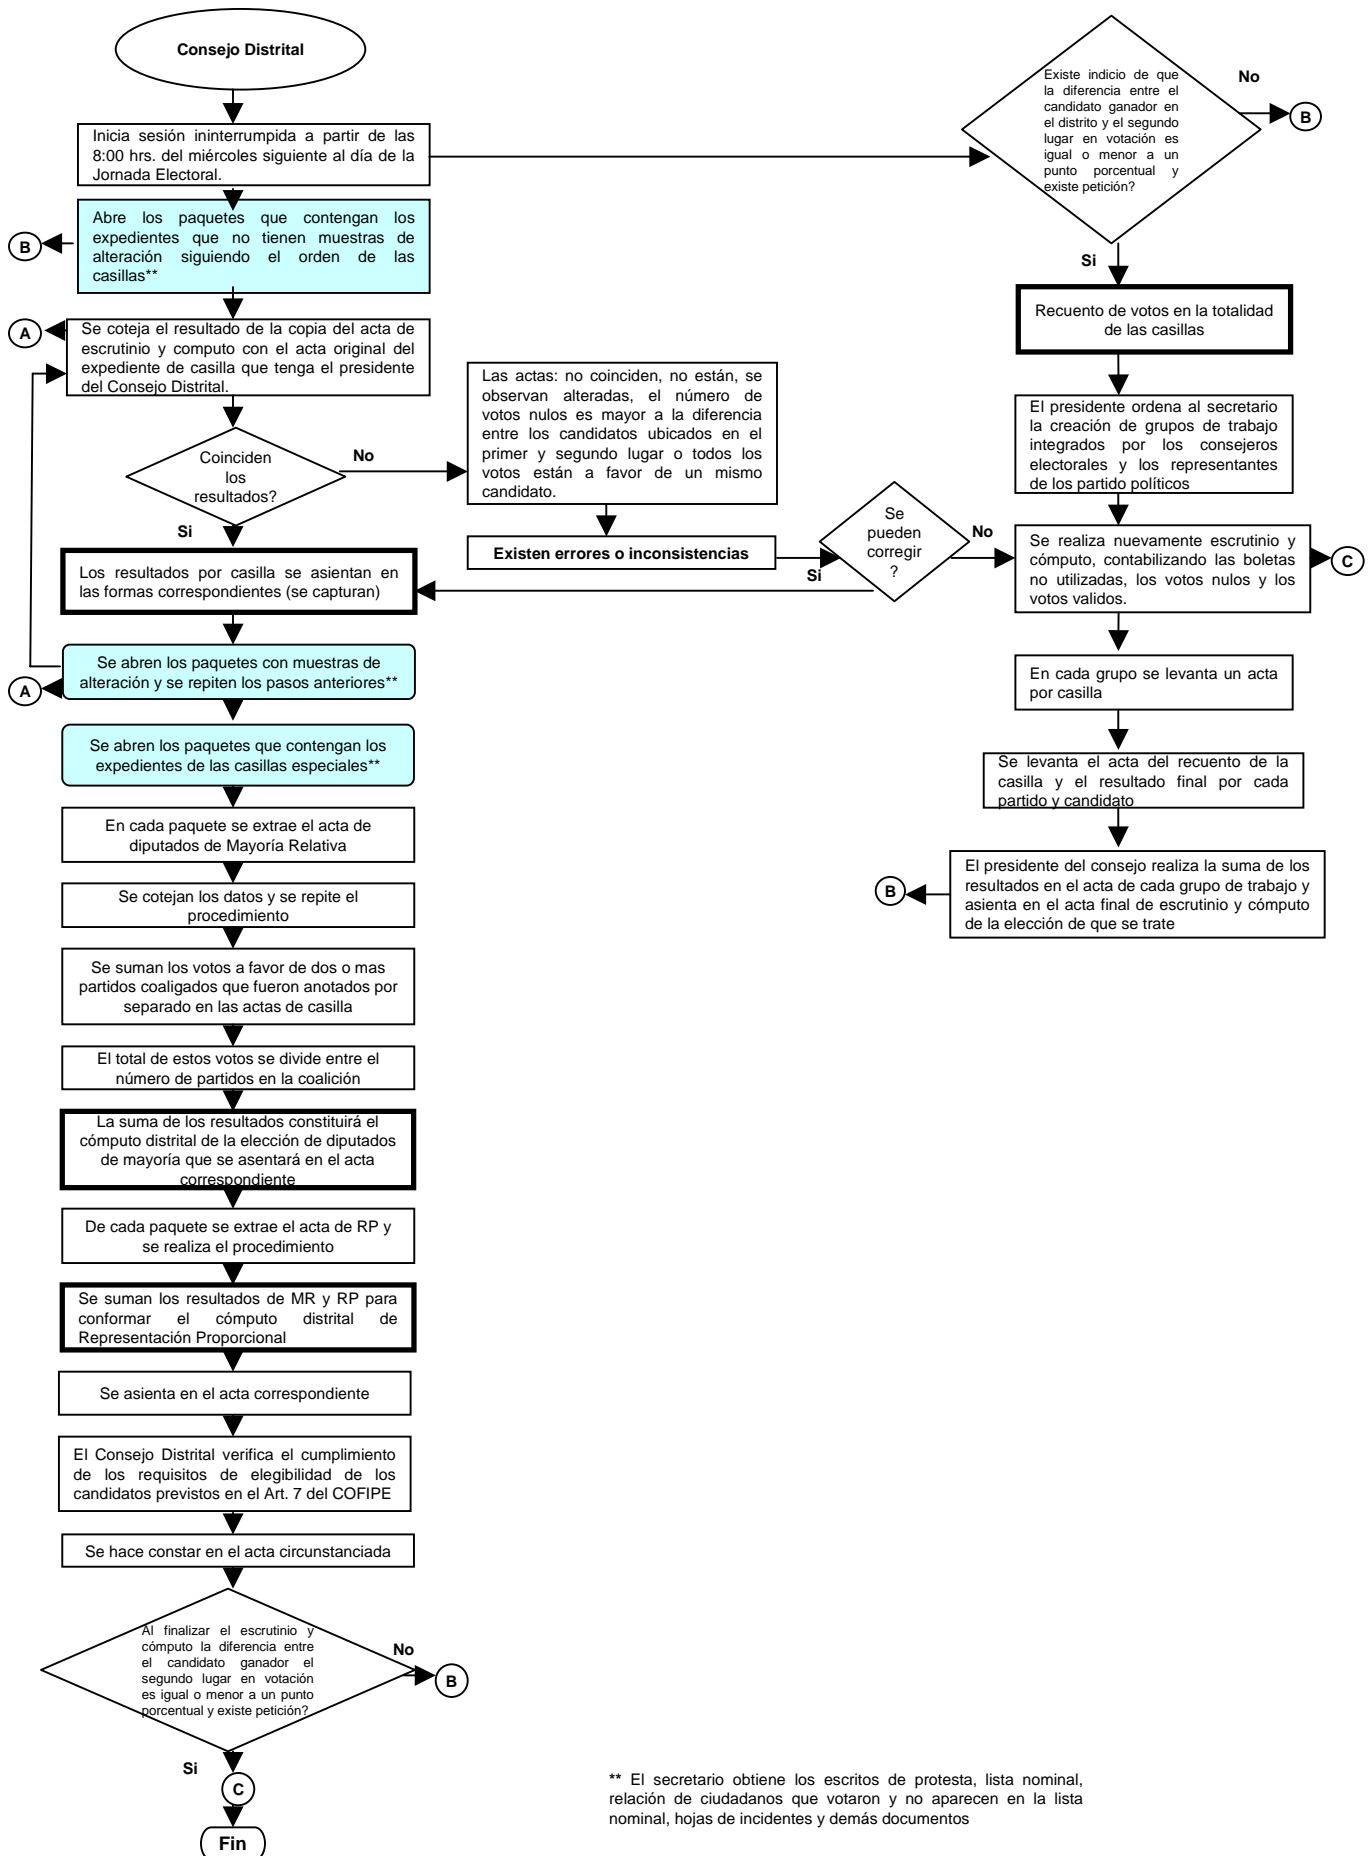 Consejo Distrital
Inicia sesión ininterrumpida a partir de las
8:00 hrs. del miércoles siguiente al día de la
Jornada Electoral.
Abre los paquetes que contengan los
expedientes que no tienen muestras de
alteración siguiendo el orden de las
casillas**
B
A
Se coteja el resultado de la copia del acta de
escrutinio y computo con el acta original del
expediente de casilla que tenga el presidente
del Consejo Distrital.
Coinciden
los
resultados?
No
Si
Las actas: no coinciden, no están, se
observan alteradas, el número de
votos nulos es mayor a la diferencia
entre los candidatos ubicados en el
primer y segundo lugar o todos los
votos están a favor de un mismo
candidato.
Existen errores o inconsistencias
Se
pueden
corregir
?
No
Si
Los resultados por casilla se asientan en
las formas correspondientes (se capturan)
Se abren los paquetes con muestras de
alteración y se repiten los pasos anteriores**
A
Se abren los paquetes que contengan los
expedientes de las casillas especiales**
En cada paquete se extrae el acta de
diputados de Mayoría Relativa
Se cotejan los datos y se repite el
procedimiento
Se suman los votos a favor de dos o mas
partidos coaligados que fueron anotados por
separado en las actas de casilla
El total de estos votos se divide entre el
número de partidos en la coalición
La suma de los resultados constituirá el
cómputo distrital de la elección de diputados
de mayoría que se asentará en el acta
correspondiente
De cada paquete se extrae el acta de RP y
se realiza el procedimiento
Se suman los resultados de MR y RP para
conformar el cómputo distrital de
Representación Proporcional
Se asienta en el acta correspondiente
El Consejo Distrital verifica el cumplimiento
de los requisitos de elegibilidad de los
candidatos previstos en el Art. 7 del COFIPE
Se hace constar en el acta circunstanciada
Al finalizar el escrutinio y
cómputo la diferencia entre
el candidato ganador el
segundo lugar en votación
es igual o menor a un punto
porcentual y existe petición?
No
B
Si
C
Fin
Existe indicio de que
la diferencia entre el
candidato ganador en
el distrito y el segundo
lugar en votación es
igual o menor a un
punto porcentual y
existe petición?
No
B
Si
Recuento de votos en la totalidad
de las casillas
El presidente ordena al secretario
la creación de grupos de trabajo
integrados por los consejeros
electorales y los representantes
de los partido políticos
Se realiza nuevamente escrutinio y
cómputo, contabilizando las boletas
no utilizadas, los votos nulos y los
votos validos.
C
En cada grupo se levanta un acta
por casilla
Se levanta el acta del recuento de la
casilla y el resultado final por cada
partido y candidato
El presidente del consejo realiza la suma de los
resultados en el acta de cada grupo de trabajo y
asienta en el acta final de escrutinio y cómputo
de la elección de que se trate
B
** El secretario obtiene los escritos de protesta, lista nominal,
relación de ciudadanos que votaron y no aparecen en la lista
nominal, hojas de incidentes y demás documentos